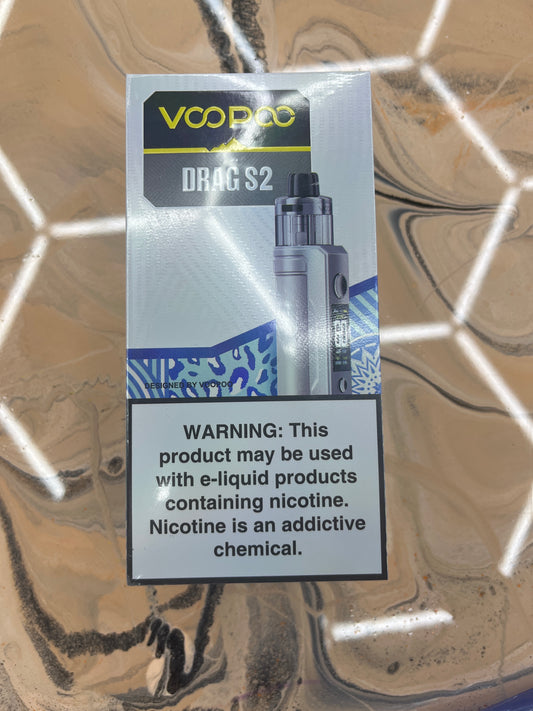 VOOPOO
DRAG S2
DESIGNED BY VOOPOO
WARNING: This
product may be used
with e-liquid products
containing nicotine.
Nicotine is an addictive
chemical.